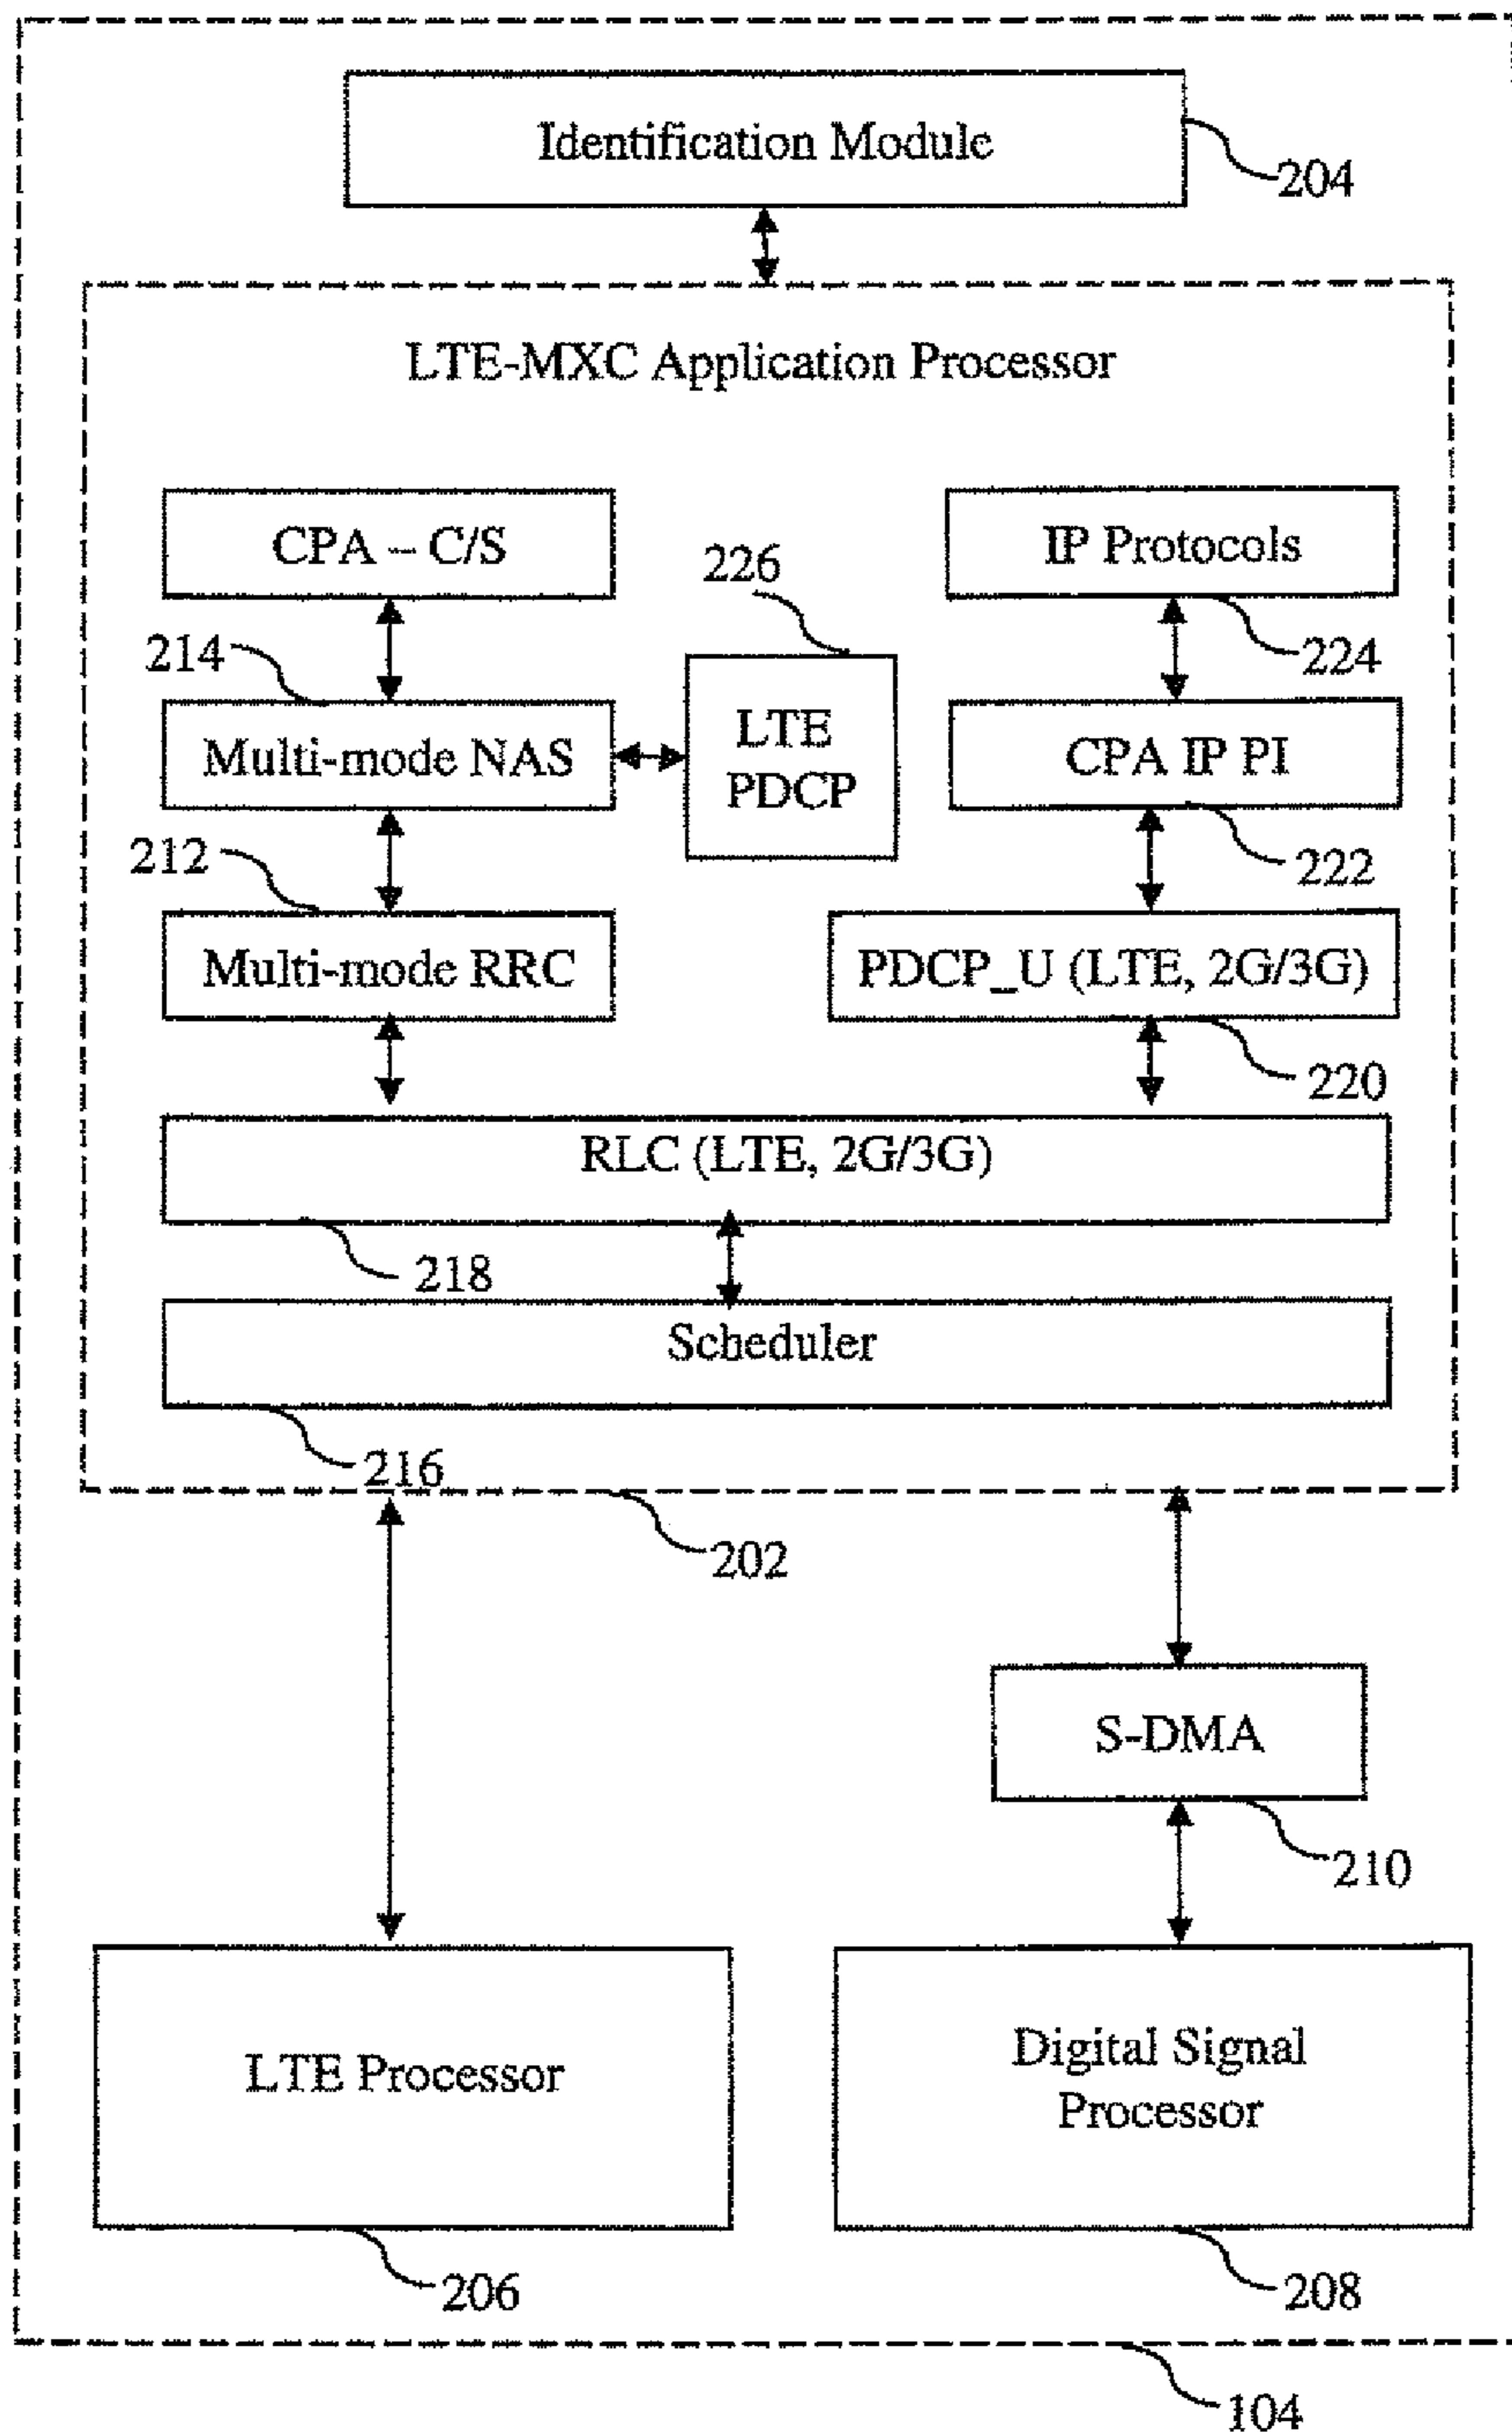 Identification Module
204
LTE-MXC Application Processor
CPA – C/S
IP Protocols
226
214
224
Multi-mode NAS
LTE
PDCP
CPA IP PI
212
222
Multi-mode RRC
PDCP_U (LTE, 2G/3G)
220
RLC (LTE, 2G/3G)
218
Scheduler
216
202
S-DMA
210
LTE Processor
Digital Signal
Processor
206
208
104